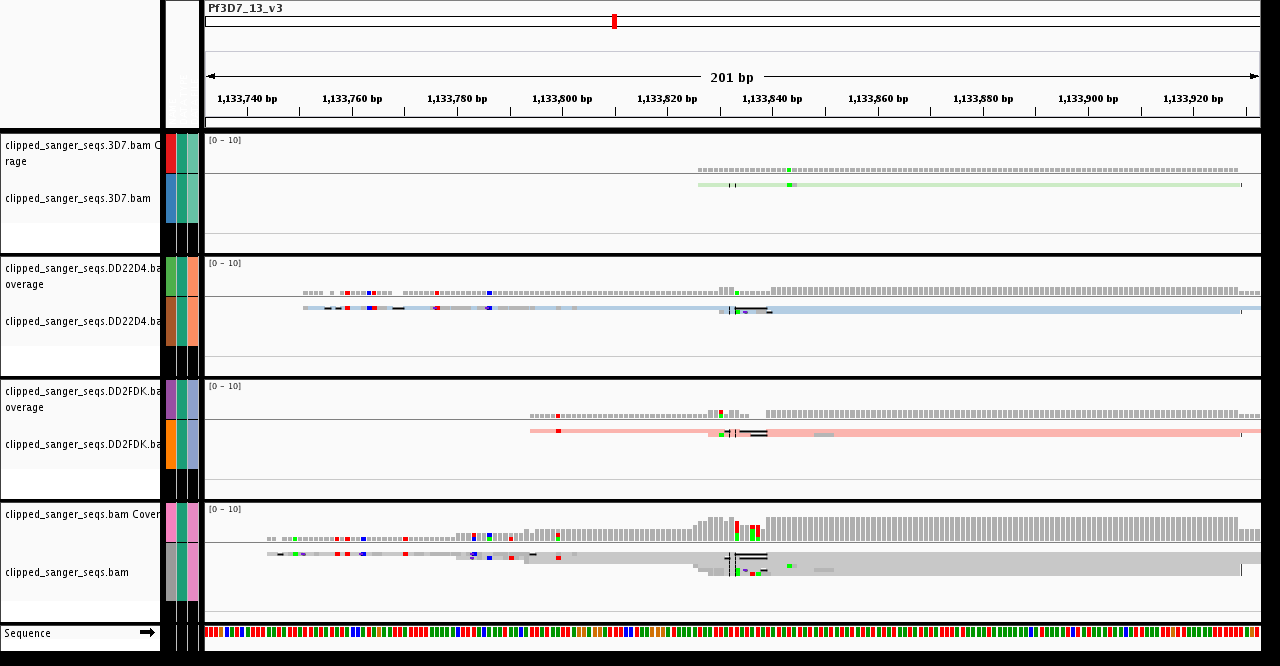 Pf3D7_13_v3
201 bp
1,133,740 bp 1,133,760 bp 1,133,780 bp 1,133,800 bp 1,133,820 bp 1,133,840 bp 1,133,860 bp 1,133,880 bp 1,133,900 bp 1,133,920 bp
[0 - 10]
clipped_sanger_seqs.3D7.bam C
rage
clipped_sanger_seqs.3D7.bam
[0 - 10]
clipped_sanger_seqs.DD22D4.ba
overage
clipped_sanger_seqs.DD22D4.ba
[0 - 10]
clipped_sanger_seqs.DD2FDK.ba
overage
clipped_sanger_seqs.DD2FDK.ba
[0 - 10]
clipped_sanger_seqs.bam Cover
clipped_sanger_seqs.bam
Sequence